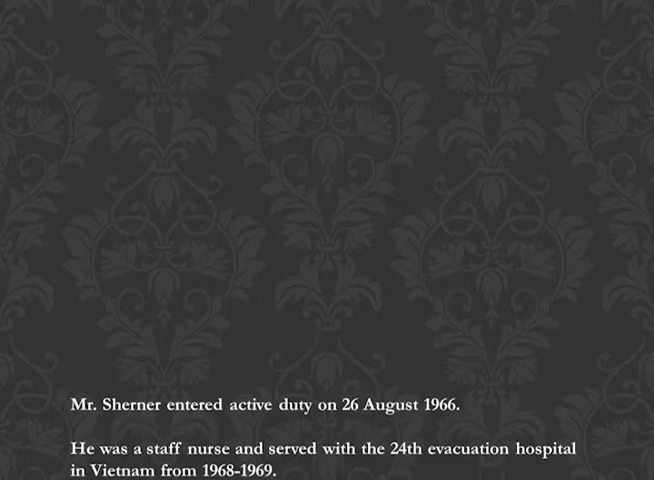 Mr. Sherner entered active duty on 26 August 1966.
He was a staff nurse and served with the 24th evacuation hospital
in Vietnam from 1968-1969.